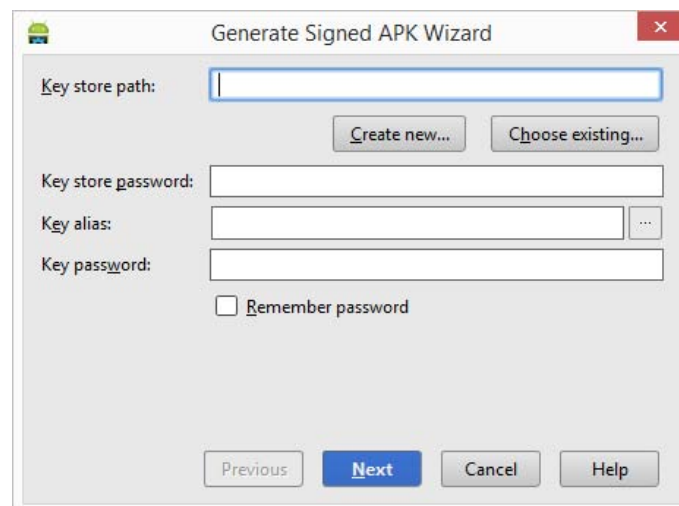 Generate Signed APK Wizard
Key store path:
Create new... Choose existing...
Key store password:
Key alias:
...
Key password:
Remember password
Previous Next Cancel Help